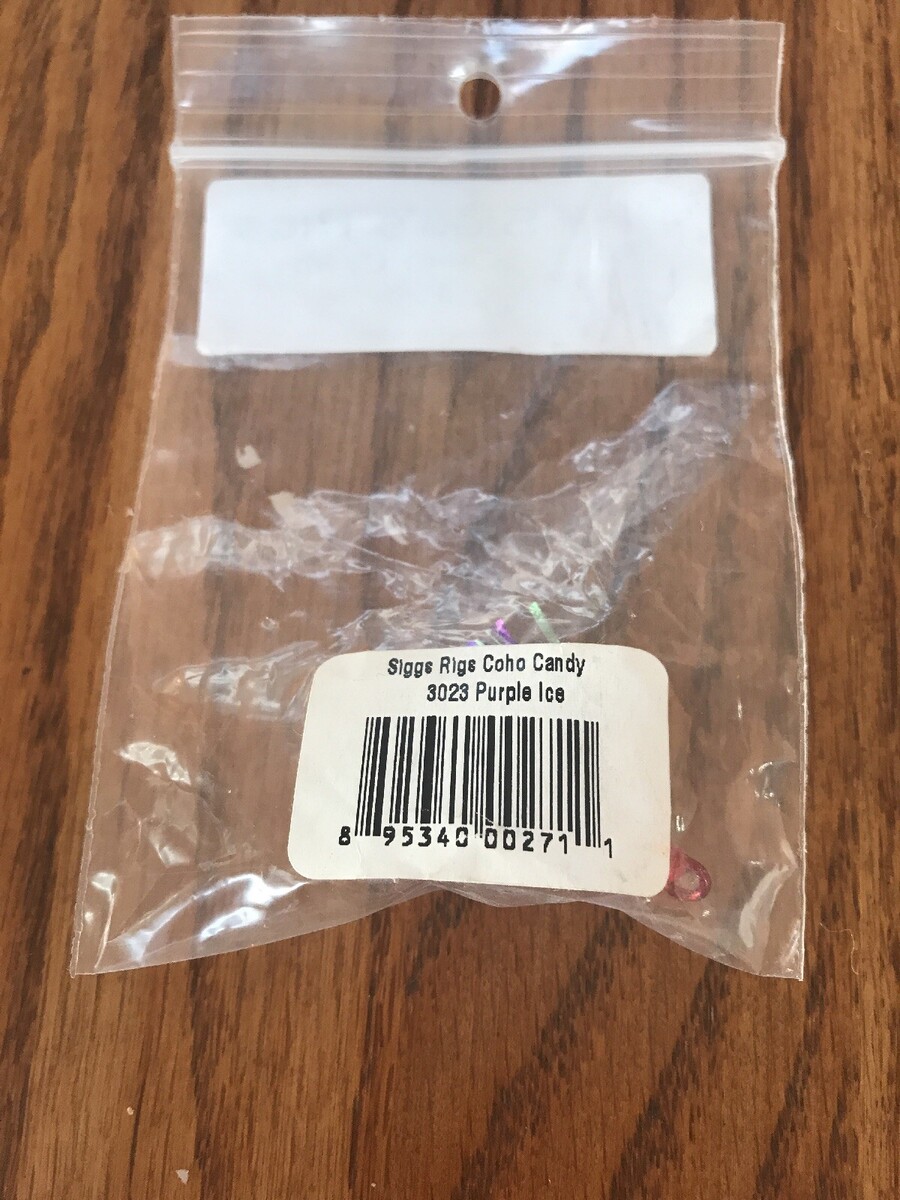 Siggs Rigs Coho Candy
3023 Purple Ice
8 95340 00271 1